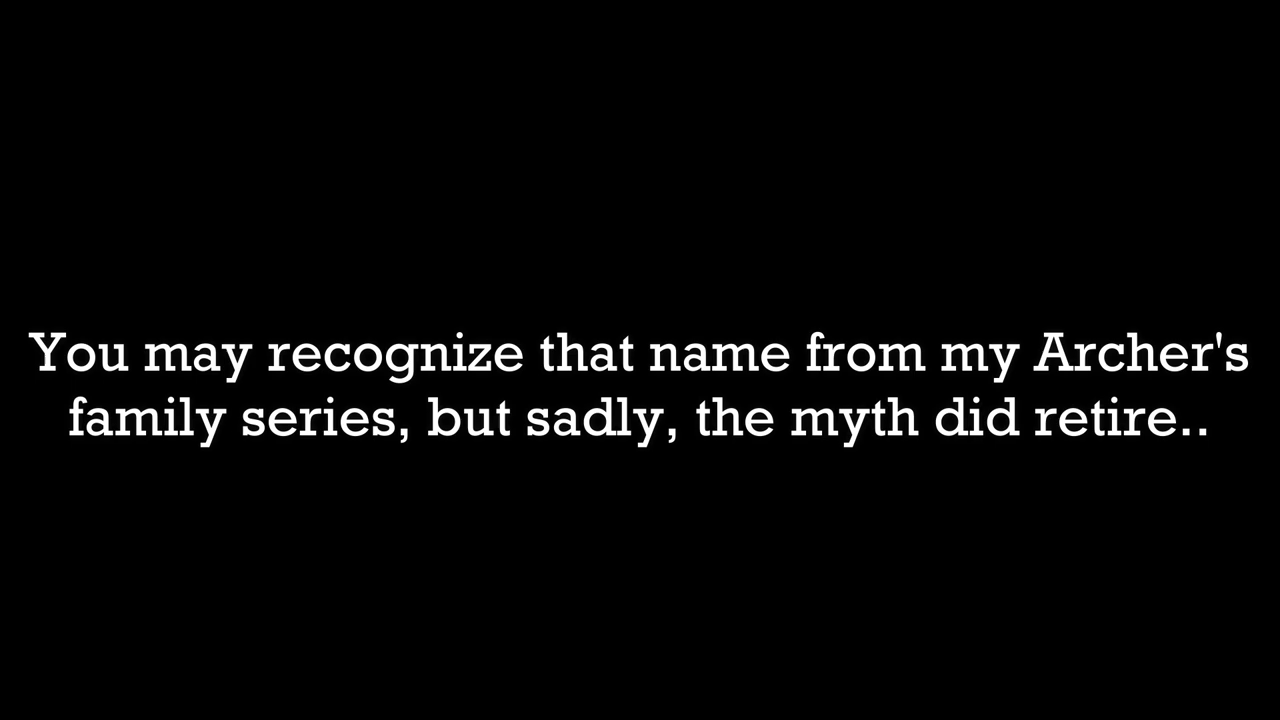 You may recognize that name from my Archer's
family series, but sadly, the myth did retire..